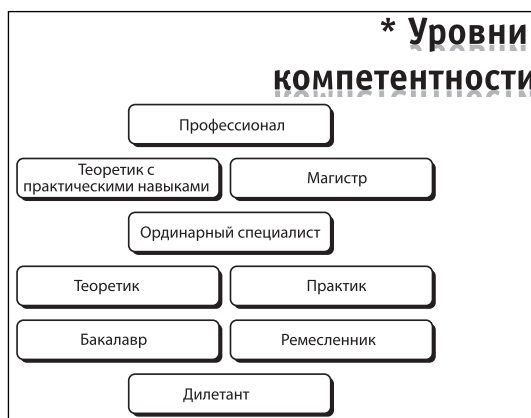 * Уровни
компетентности
Профессионал
Теоретик с
практическими навыками
Магистр
Ординарный специалист
Теоретик
Практик
Бакалавр
Ремесленник
Дилетант